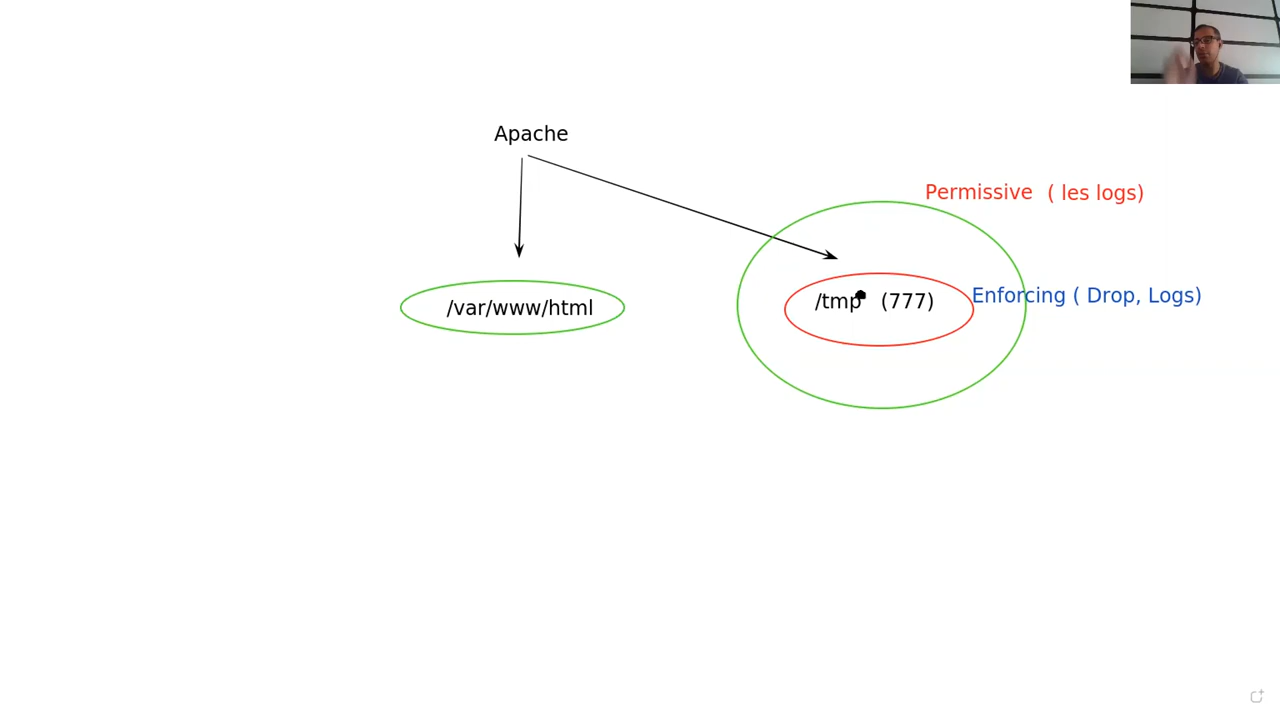 Apache
Permissive ( les logs)
/var/www/html
/tmp (777)
Enforcing ( Drop, Logs)